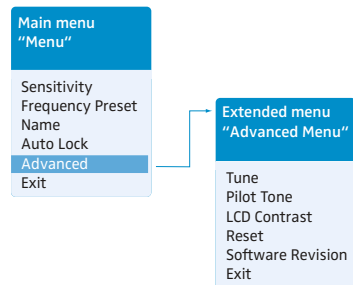 Main menu
“Menu”
Sensitivity
Frequency Preset
Name
Auto Lock
Advanced
Exit
Extended menu
“Advanced Menu”
Tune
Pilot Tone
LCD Contrast
Reset
Software Revision
Exit